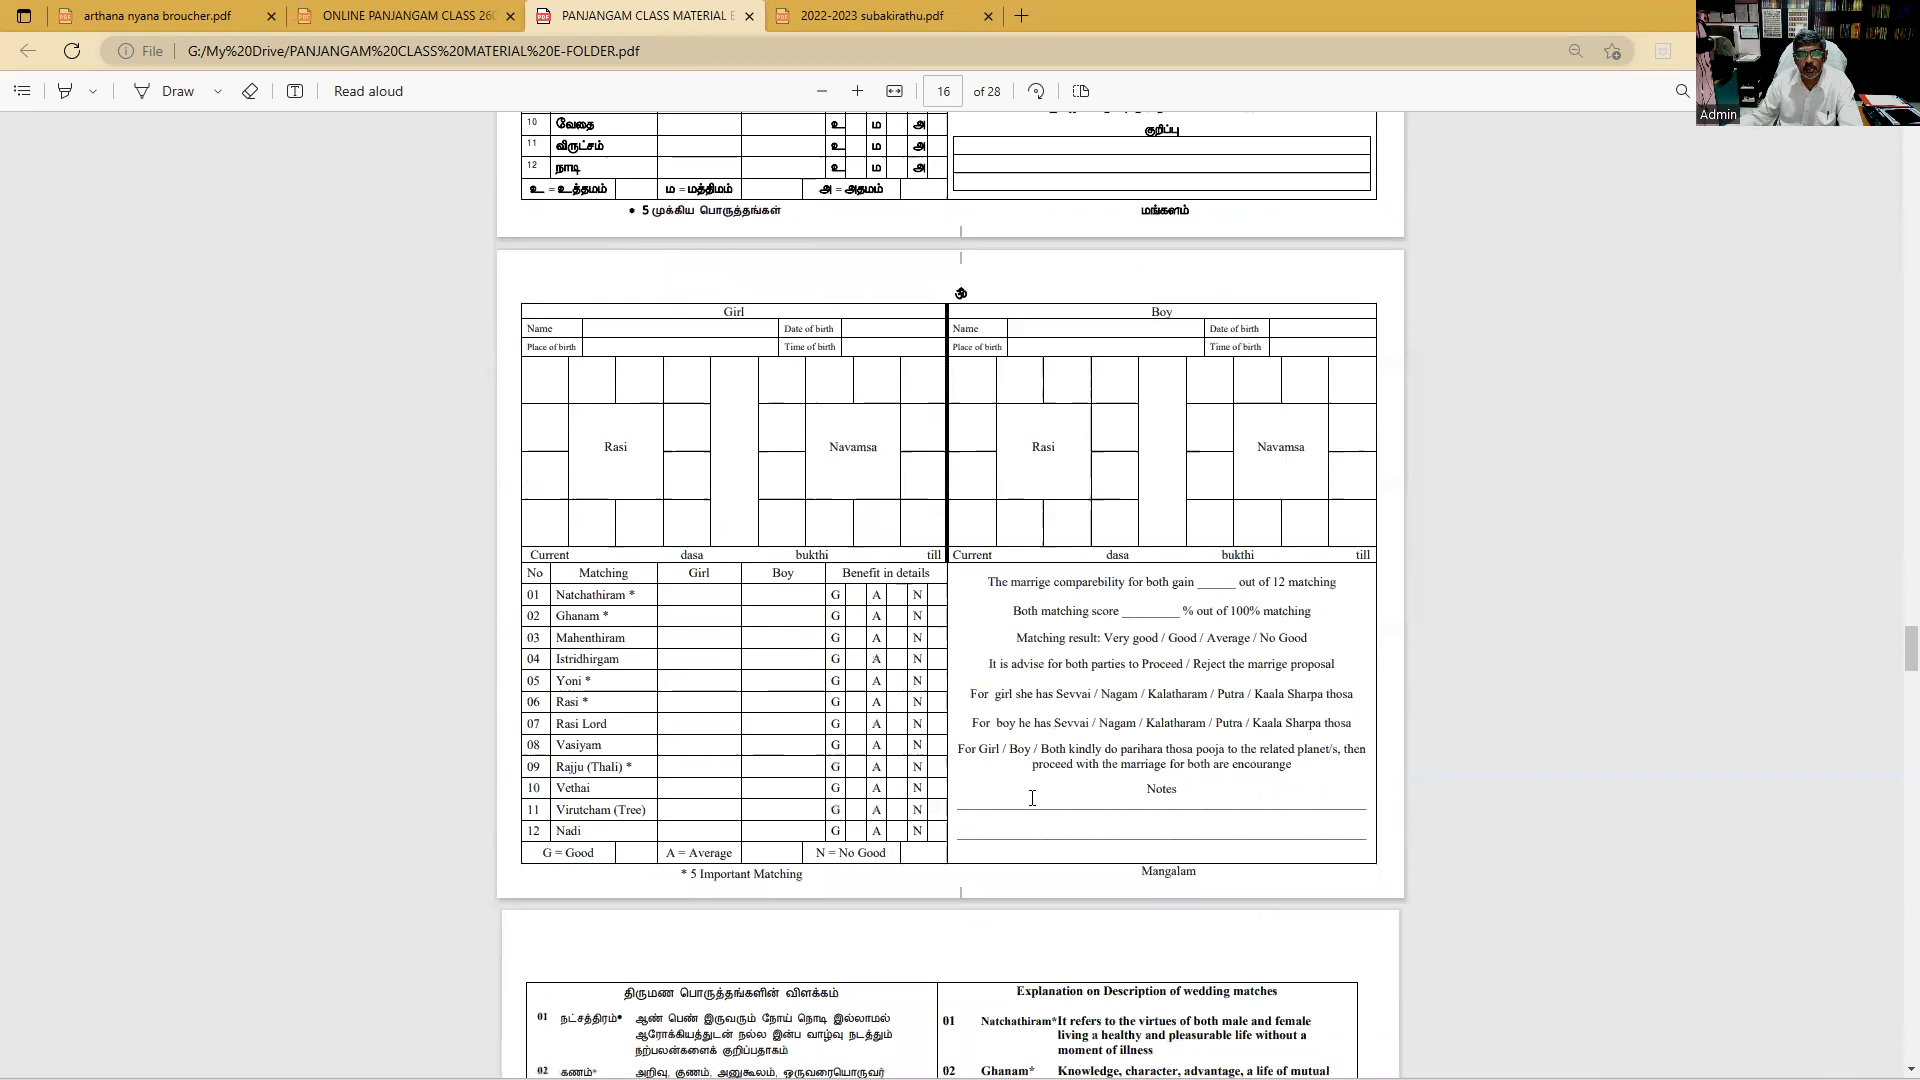 arthana nyana broucher.pdf
ONLINE PANJANGAM CLASS 260
PANJANGAM CLASS MATERIAL E
2022-2023 subakirathu.pdf
File G:/My%20Drive/PANJANGAM%20CLASS%20MATERIAL%20E-FOLDER.pdf
Draw
Read aloud
16 of 28
Admin
10 வேதை உ ம அ
11 விருட்சம் உ ம அ
12 நாடி உ ம அ
உ = உத்தமம் ம = மத்திமம் அ = அதமம்
* 5 முக்கிய பொருத்தங்கள்
குறிப்பு
மங்களம்
ௐ
Girl
Name Date of birth
Place of birth Time of birth
Rasi Navamsa
Current dasa bukthi till
Boy
Name Date of birth
Place of birth Time of birth
Rasi Navamsa
Current dasa bukthi till
No Matching Girl Boy Benefit in details
01 Natchathiram * G A N
02 Ghanam * G A N
03 Mahenthiram G A N
04 Istridhirgam G A N
05 Yoni * G A N
06 Rasi * G A N
07 Rasi Lord G A N
08 Vasiyam G A N
09 Rajju (Thali) * G A N
10 Vethai G A N
11 Virutcham (Tree) G A N
12 Nadi G A N
G = Good A = Average N = No Good
* 5 Important Matching
The marrige comparebility for both gain ______ out of 12 matching
Both matching score _________ % out of 100% matching
Matching result: Very good / Good / Average / No Good
It is advise for both parties to Proceed / Reject the marrige proposal
For girl she has Sevvai / Nagam / Kalatharam / Putra / Kaala Sharpa thosa
For boy he has Sevvai / Nagam / Kalatharam / Putra / Kaala Sharpa thosa
For Girl / Boy / Both kindly do parihara thosa pooja to the related planet/s, then
proceed with the marriage for both are encourange
Notes
Mangalam
திருமண பொருத்தங்களின் விளக்கம்
01 நட்சத்திரம்* ஆண் பெண் இருவரும் நோய் நொடி இல்லாமல்
ஆரோக்கியத்துடன் நல்ல இன்ப வாழ்வு நடத்தும்
நற்பலன்களைக் குறிப்பதாகம்
02 கணம்* அறிவு, குணம், அனுகூலம், ஒருவரையொருவர்
Explanation on Description of wedding matches
01 Natchathiram*It refers to the virtues of both male and female
living a healthy and pleasurable life without a
moment of illness
02 Ghanam* Knowledge, character, advantage, a life of mutual